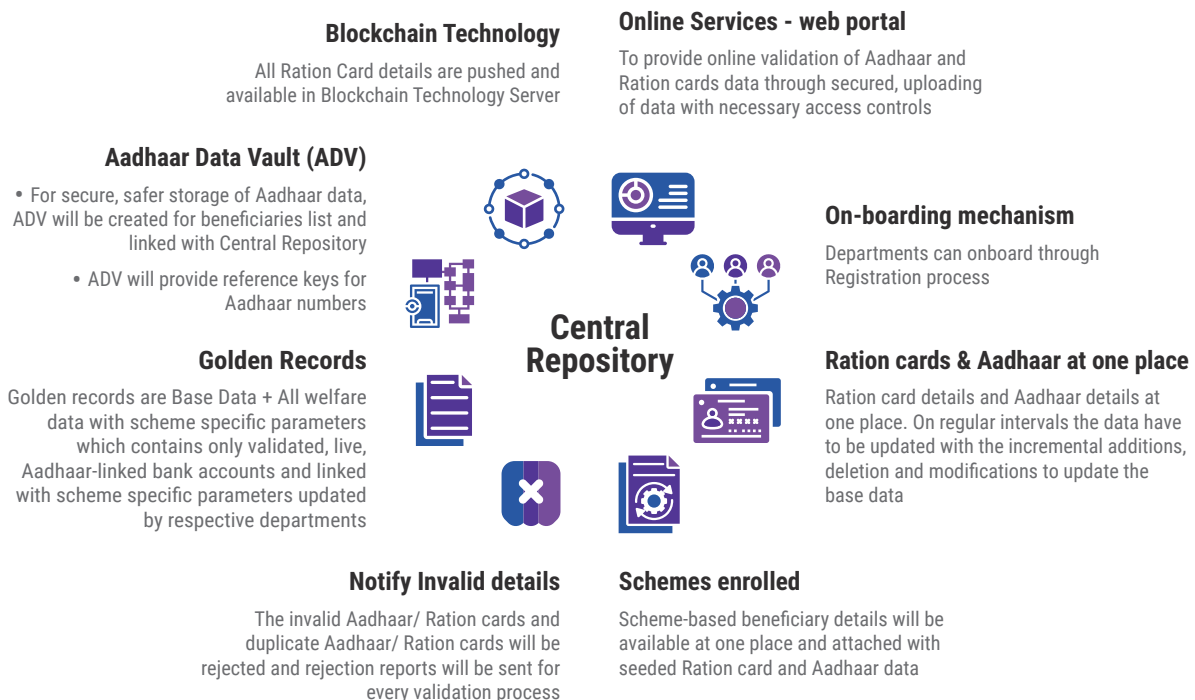 Blockchain Technology
All Ration Card details are pushed and
available in Blockchain Technology Server
Online Services - web portal
To provide online validation of Aadhaar and
Ration cards data through secured, uploading
of data with necessary access controls
Aadhaar Data Vault (ADV)
• For secure, safer storage of Aadhaar data,
ADV will be created for beneficiaries list and
linked with Central Repository
• ADV will provide reference keys for
Aadhaar numbers
On-boarding mechanism
Departments can onboard through
Registration process
Central
Repository
Golden Records
Golden records are Base Data + All welfare
data with scheme specific parameters
which contains only validated, live,
Aadhaar-linked bank accounts and linked
with scheme specific parameters updated
by respective departments
Ration cards & Aadhaar at one place
Ration card details and Aadhaar details at
one place. On regular intervals the data have
to be updated with the incremental additions,
deletion and modifications to update the
base data
Notify Invalid details
The invalid Aadhaar/ Ration cards and
duplicate Aadhaar/ Ration cards will be
rejected and rejection reports will be sent for
every validation process
Schemes enrolled
Scheme-based beneficiary details will be
available at one place and attached with
seeded Ration card and Aadhaar data